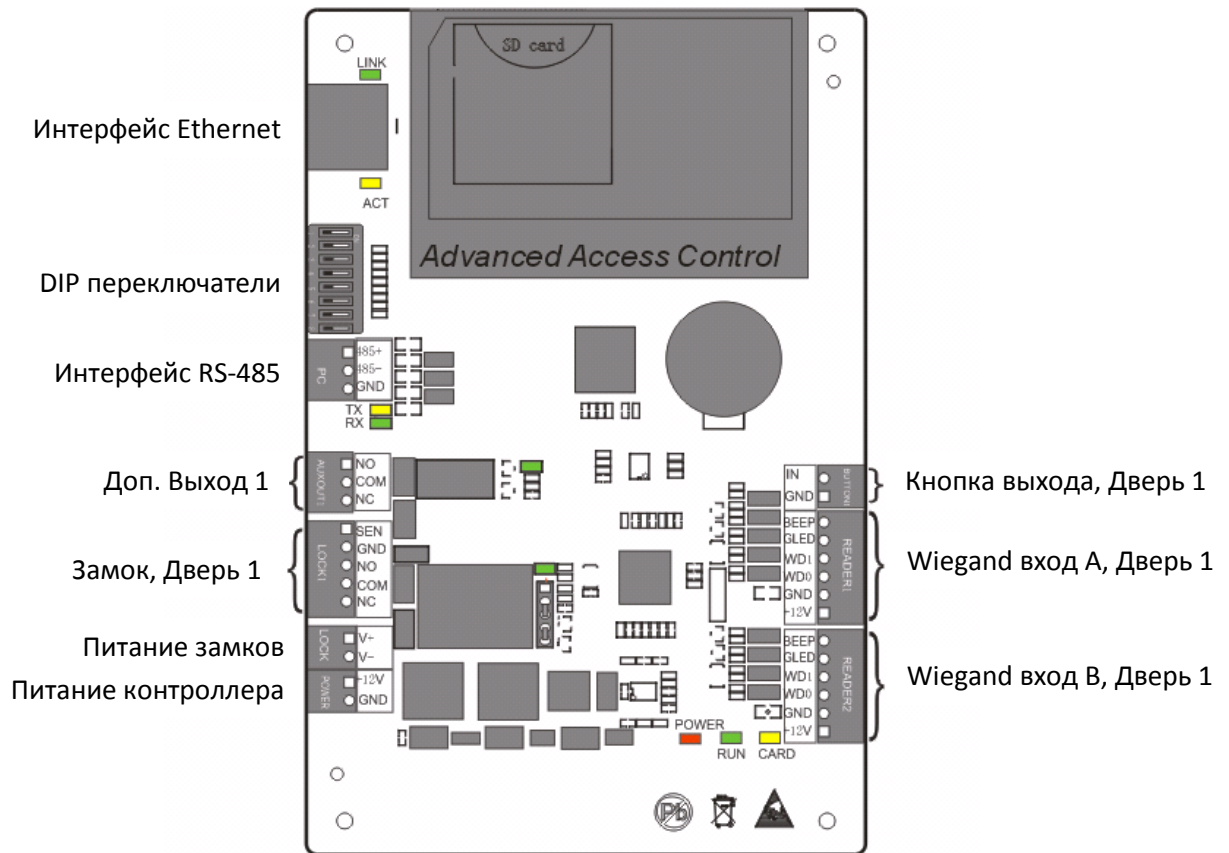 SD card
LINK
Интерфейс Ethernet
ACT
Advanced Access Control
DIP переключатели
Интерфейс RS-485
PC
485+
485-
GND
TX
RX
Доп. Выход 1
AUXOUT1
NO
COM
NC
Замок, Дверь 1
LOCK1
SEN
GND
NO
COM
NC
Питание замков
LOCK
V+
V-
Питание контроллера
POWER
+12V
GND
IN
GND
BUTTON1
Кнопка выхода, Дверь 1
BEEP
GLED
WD1
WD0
GND
+12V
READER1
Wiegand вход A, Дверь 1
BEEP
GLED
WD1
WD0
GND
+12V
READER2
Wiegand вход B, Дверь 1
POWER
RUN
CARD
Pb